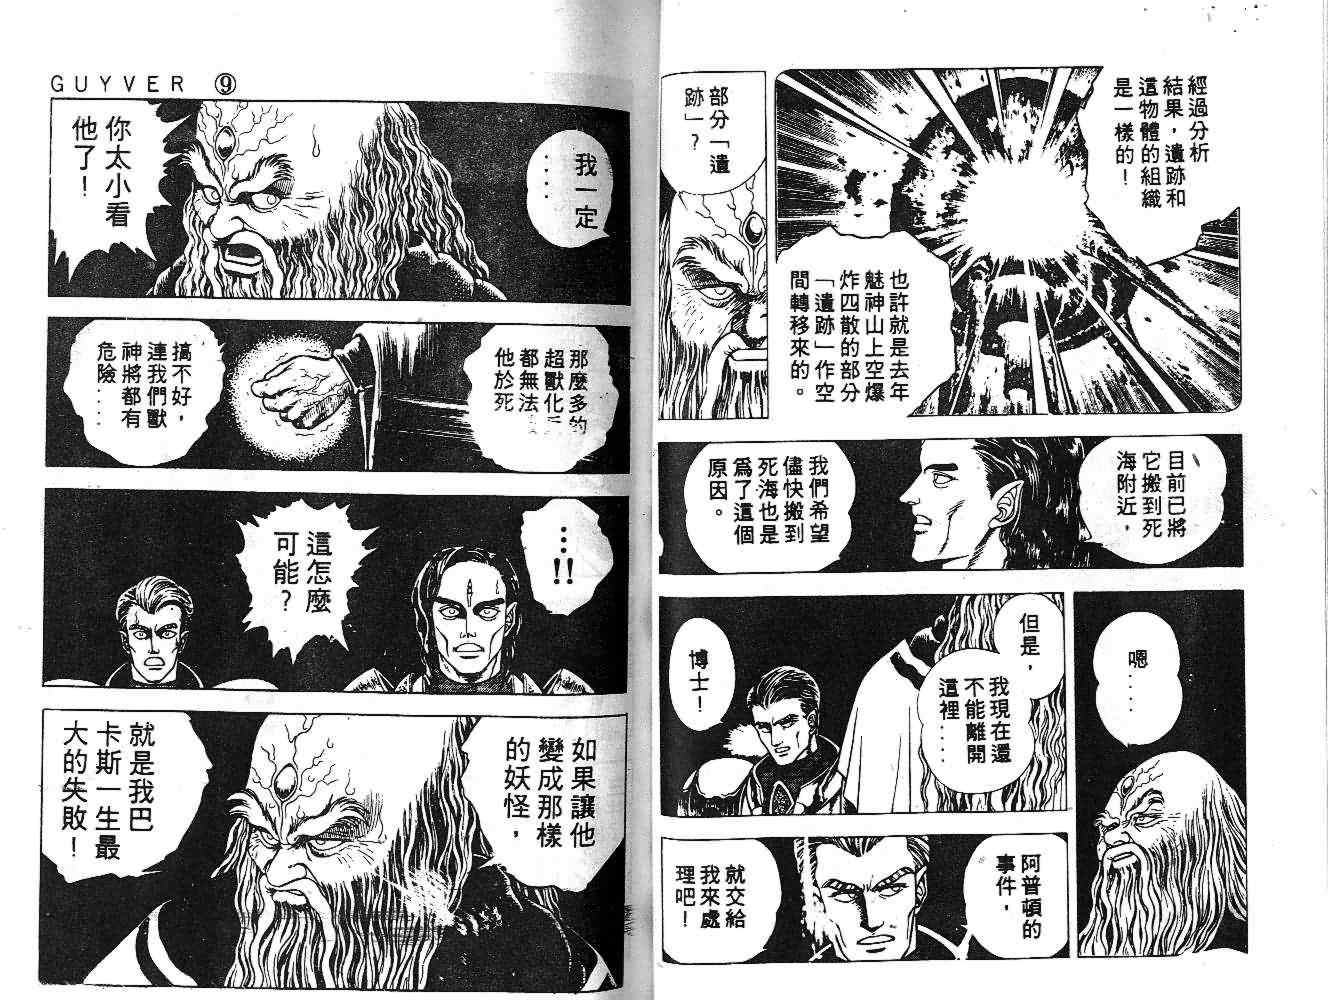 經過分析
結果，遺跡和
這物體的組織
是一樣的！
也許就是去年
魅神山上空爆
炸四散的部分
「遺跡」作空
間轉移來的。
部分「遺
跡」？
目前已將
它搬到死
海附近，
我們希望
儘快搬到
死海也是
為了這個
原因。
嗯
‥‥
但是，
我現在還
不能離開
這裡‥‥
博士！
阿普頓的
事件，
就交給
我來處
理吧！
GUYVER ⑨
我一定
‥‥
你太小看
他了！
那麼多的
超獸化兵
都無法
他於死
搞不好，
連我們獸
神將都有
危險‥‥
…!!
這怎麼
可能？
如果讓他
變成那樣
的妖怪，
就是我巴
卡斯一生最
大的失敗！